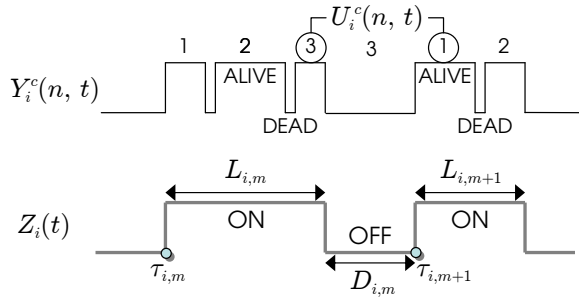 U_i^c(n, t)
1 2 3 3 1 2
Y_i^c(n, t) ALIVE ALIVE
DEAD DEAD
L_{i,m} L_{i,m+1}
Z_i(t) ON OFF ON
τ_{i,m} D_{i,m} τ_{i,m+1}